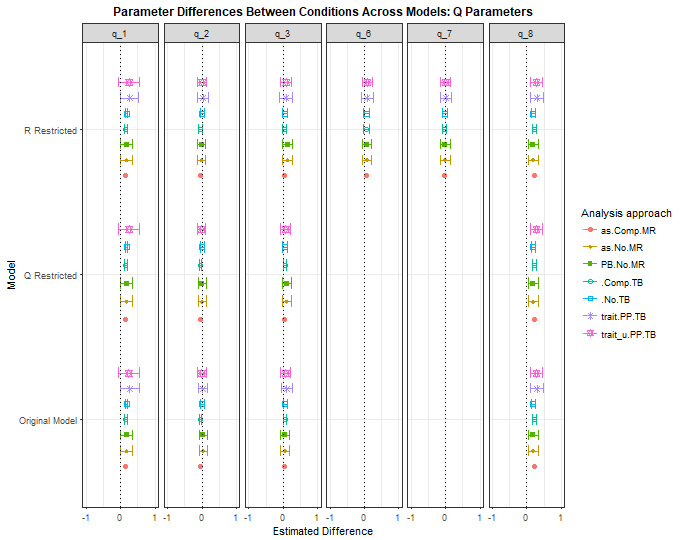 Parameter Differences Between Conditions Across Models: Q Parameters
q_1 q_2 q_3 q_6 q_7 q_8
R Restricted
Q Restricted
Original Model
Model
-1 0 1 -1 0 1 -1 0 1 -1 0 1 -1 0 1 -1 0 1
Estimated Difference
Analysis approach
as.Comp.MR
as.No.MR
PB.No.MR
.Comp.TB
.No.TB
trait.PP.TB
trait_u.PP.TB